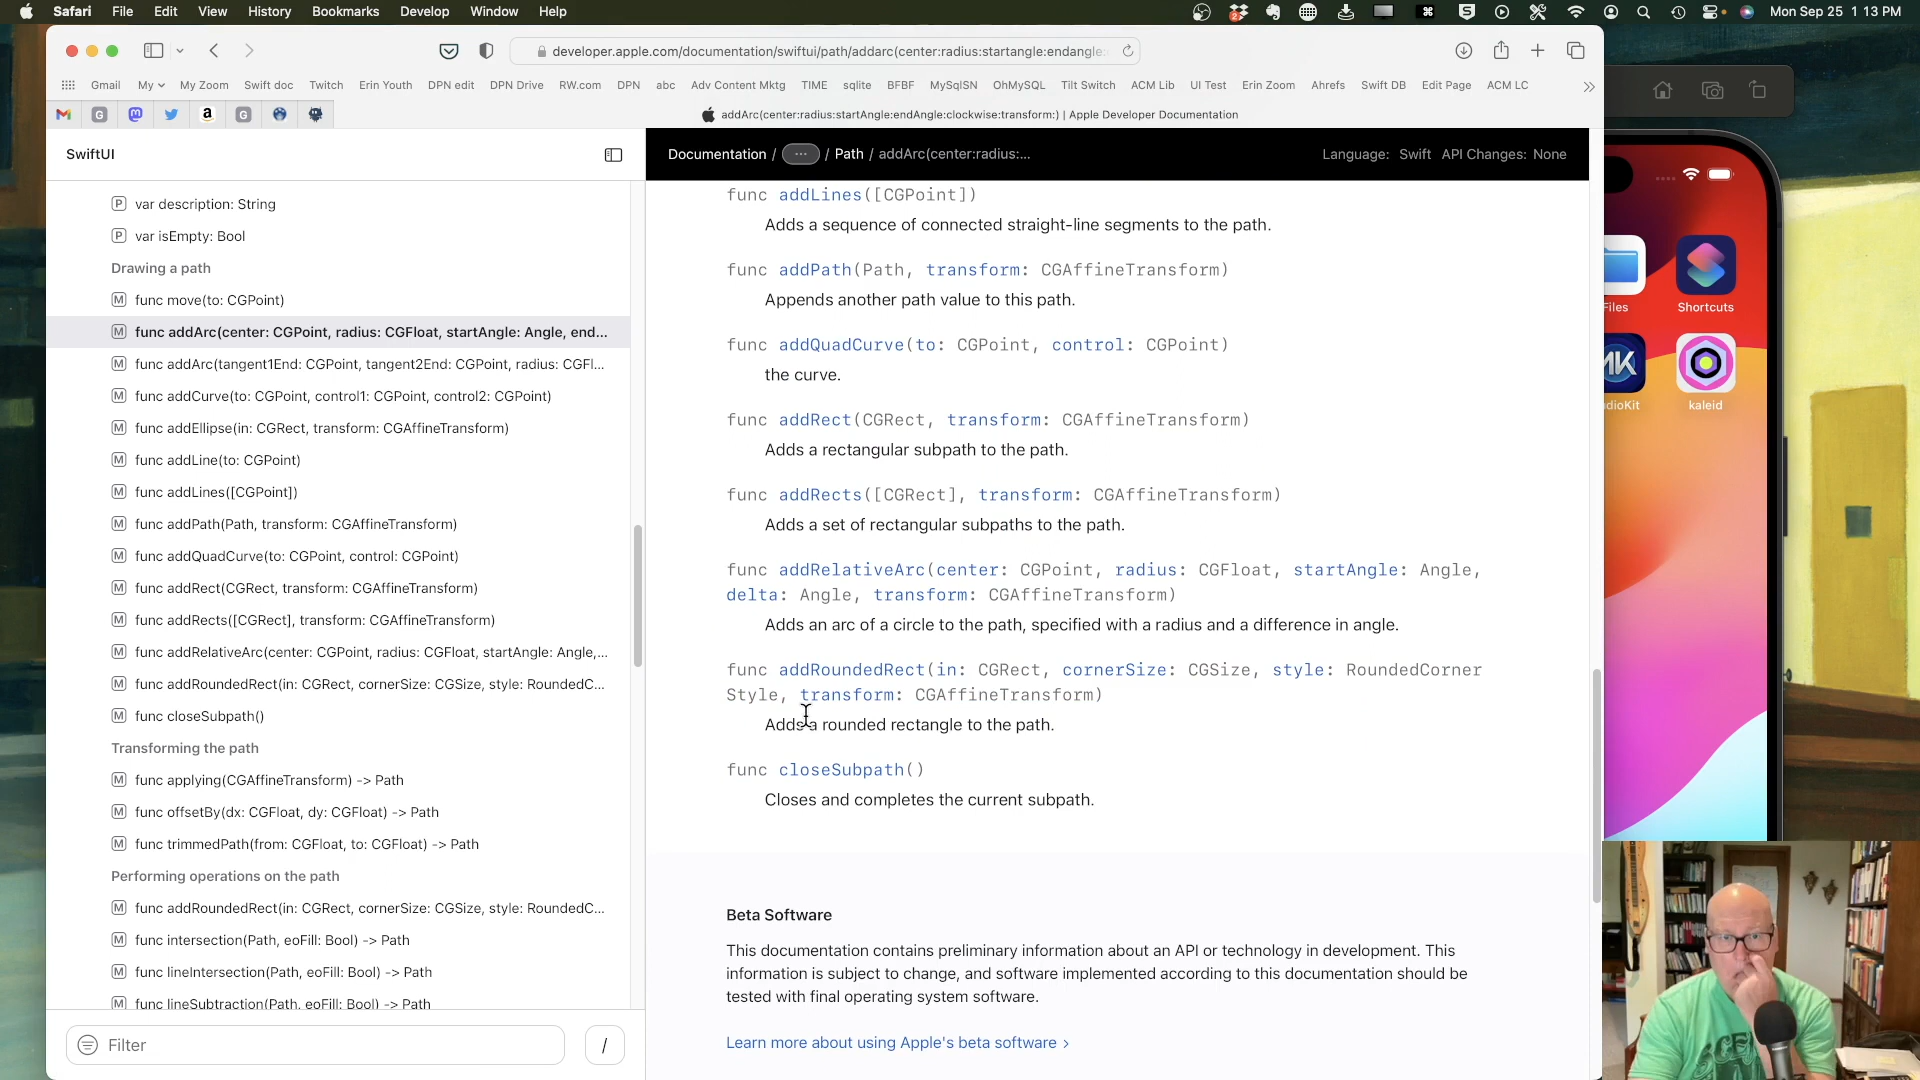 Safari File Edit View History Bookmarks Develop Window Help
Mon Sep 25 1 13 PM
developer.apple.com/documentation/swiftui/path/addarc(center:radius:startangle:endangle:
Gmail My My Zoom Swift doc Twitch Erin Youth DPN edit DPN Drive RW.com DPN abc Adv Content Mktg TIME sqlite BFBF MySqlSN OhMySQL Tilt Switch ACM Lib UI Test Erin Zoom Ahrefs Swift DB Edit Page ACM LC
addArc(center:radius:startAngle:endAngle:clockwise:transform:) | Apple Developer Documentation
SwiftUI
Documentation / ··· / Path / addArc(center:radius:...
Language: Swift API Changes: None
P var description: String
P var isEmpty: Bool
Drawing a path
M func move(to: CGPoint)
M func addArc(center: CGPoint, radius: CGFloat, startAngle: Angle, end...
M func addArc(tangent1End: CGPoint, tangent2End: CGPoint, radius: CGFl...
M func addCurve(to: CGPoint, control1: CGPoint, control2: CGPoint)
M func addEllipse(in: CGRect, transform: CGAffineTransform)
M func addLine(to: CGPoint)
M func addLines([CGPoint])
M func addPath(Path, transform: CGAffineTransform)
M func addQuadCurve(to: CGPoint, control: CGPoint)
M func addRect(CGRect, transform: CGAffineTransform)
M func addRects([CGRect], transform: CGAffineTransform)
M func addRelativeArc(center: CGPoint, radius: CGFloat, startAngle: Angle,...
M func addRoundedRect(in: CGRect, cornerSize: CGSize, style: RoundedC...
M func closeSubpath()
Transforming the path
M func applying(CGAffineTransform) -> Path
M func offsetBy(dx: CGFloat, dy: CGFloat) -> Path
M func trimmedPath(from: CGFloat, to: CGFloat) -> Path
Performing operations on the path
M func addRoundedRect(in: CGRect, cornerSize: CGSize, style: RoundedC...
M func intersection(Path, eoFill: Bool) -> Path
M func lineIntersection(Path, eoFill: Bool) -> Path
M func lineSubtraction(Path, eoFill: Bool) -> Path
Filter
/
func addLines([CGPoint])
Adds a sequence of connected straight-line segments to the path.
func addPath(Path, transform: CGAffineTransform)
Appends another path value to this path.
func addQuadCurve(to: CGPoint, control: CGPoint)
the curve.
func addRect(CGRect, transform: CGAffineTransform)
Adds a rectangular subpath to the path.
func addRects([CGRect], transform: CGAffineTransform)
Adds a set of rectangular subpaths to the path.
func addRelativeArc(center: CGPoint, radius: CGFloat, startAngle: Angle,
delta: Angle, transform: CGAffineTransform)
Adds an arc of a circle to the path, specified with a radius and a difference in angle.
func addRoundedRect(in: CGRect, cornerSize: CGSize, style: RoundedCorner
Style, transform: CGAffineTransform)
Adds a rounded rectangle to the path.
func closeSubpath()
Closes and completes the current subpath.
Beta Software
This documentation contains preliminary information about an API or technology in development. This
information is subject to change, and software implemented according to this documentation should be
tested with final operating system software.
Learn more about using Apple's beta software >
Files Shortcuts
dioKit kaleid